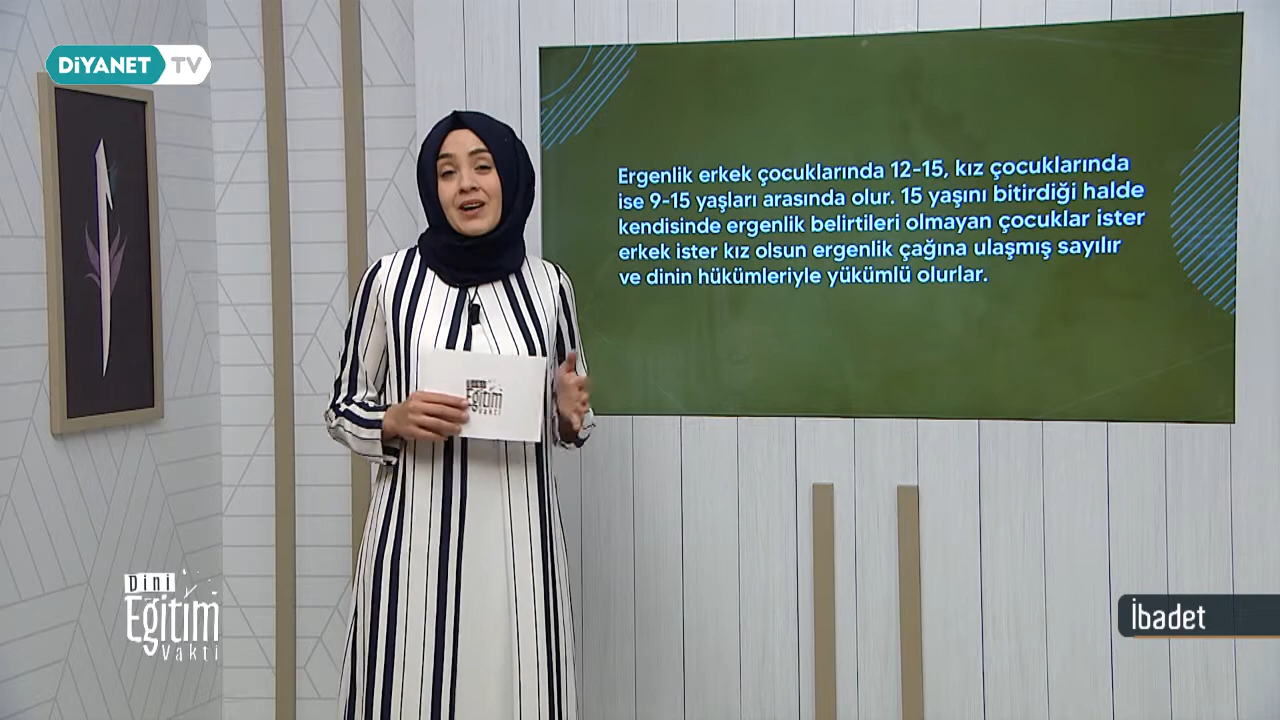 DİYANET TV
Ergenlik erkek çocuklarında 12-15, kız çocuklarında
ise 9-15 yaşları arasında olur. 15 yaşını bitirdiği halde
kendisinde ergenlik belirtileri olmayan çocuklar ister
erkek ister kız olsun ergenlik çağına ulaşmış sayılır
ve dinin hükümleriyle yükümlü olurlar.
Eğitim
Vakti
Dini
Eğitim
Vakti
İbadet